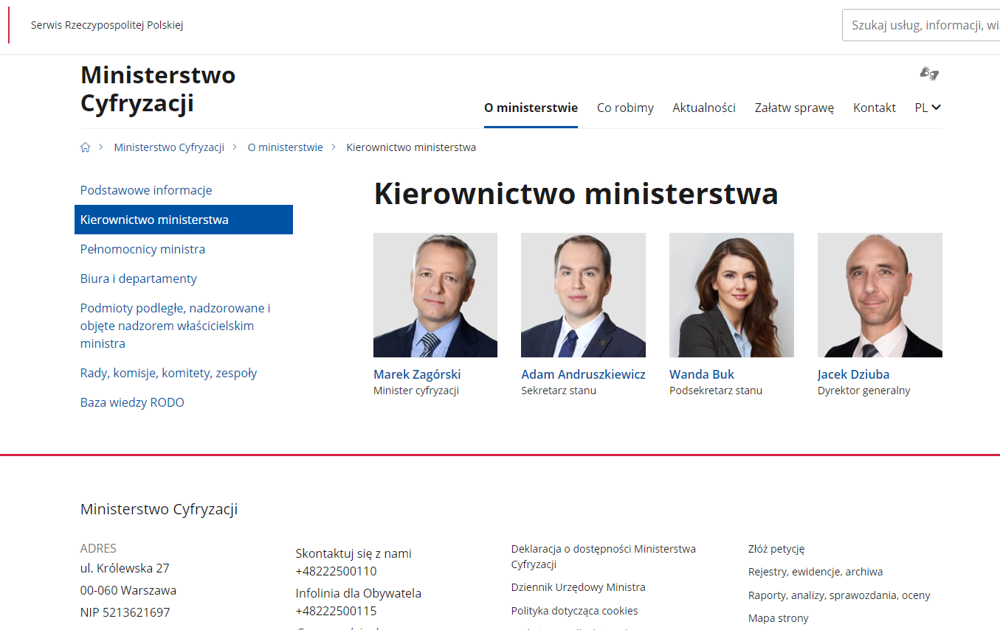 Serwis Rzeczypospolitej Polskiej
Szukaj usług, informacji,
Ministerstwo
Cyfryzacji
O ministerstwie
Co robimy
Aktualności
Załatw sprawę
Kontakt
PL
Ministerstwo Cyfryzacji
O ministerstwie
Kierownictwo ministerstwa
Podstawowe informacje
Kierownictwo ministerstwa
Pełnomocnicy ministra
Biura i departamenty
Podmioty podległe, nadzorowane i
objęte nadzorem właścicielskim
ministra
Rady, komisje, komitety, zespoły
Baza wiedzy RODO
Kierownictwo ministerstwa
Marek Zagórski
Minister cyfryzacji
Adam Andruszkiewicz
Sekretarz stanu
Wanda Buk
Podsekretarz stanu
Jacek Dziuba
Dyrektor generalny
Ministerstwo Cyfryzacji
ADRES
ul. Królewska 27
00-060 Warszawa
NIP 5213621697
Skontaktuj się z nami
+48222500110
Infolinia dla Obywatela
+48222500115
Deklaracja o dostępności Ministerstwa
Cyfryzacji
Dziennik Urzędowy Ministra
Polityka dotycząca cookies
Złóż petycję
Rejestry, ewidencje, archiwa
Raporty, analizy, sprawozdania, oceny
Mapa strony